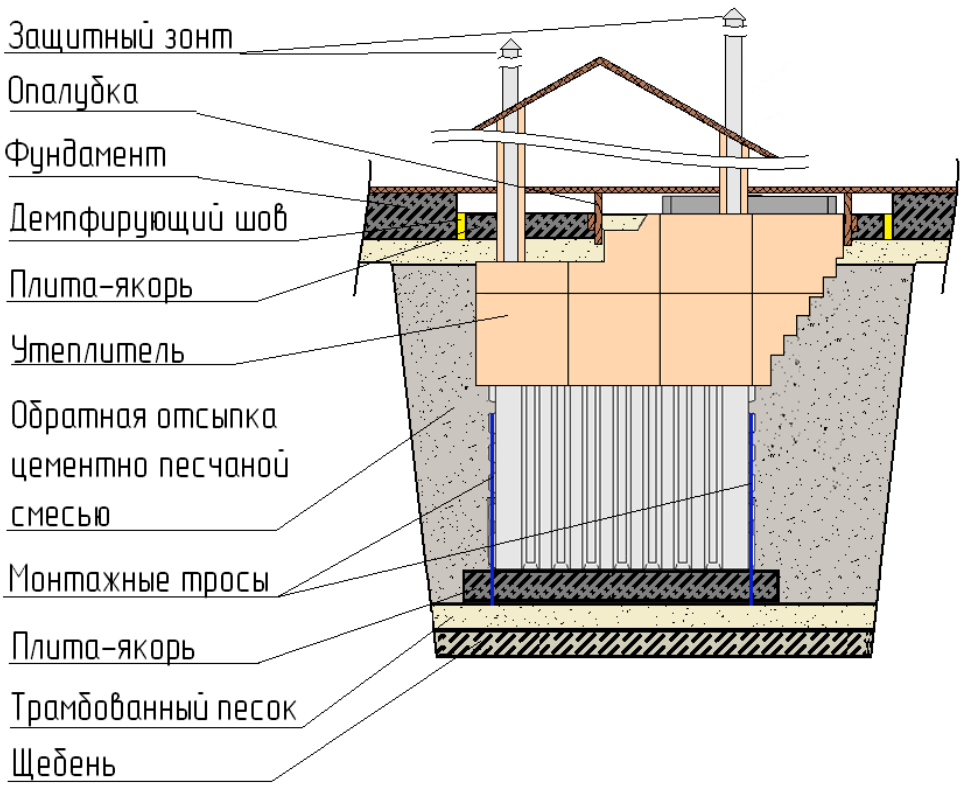 Защитный зонт
Опалубка
Фундамент
Демпфирующий шов
Плита-якорь
Утеплитель
Обратная отсыпка
цементно песчаной
смесью
Монтажные тросы
Плита-якорь
Трамбованный песок
Щебень